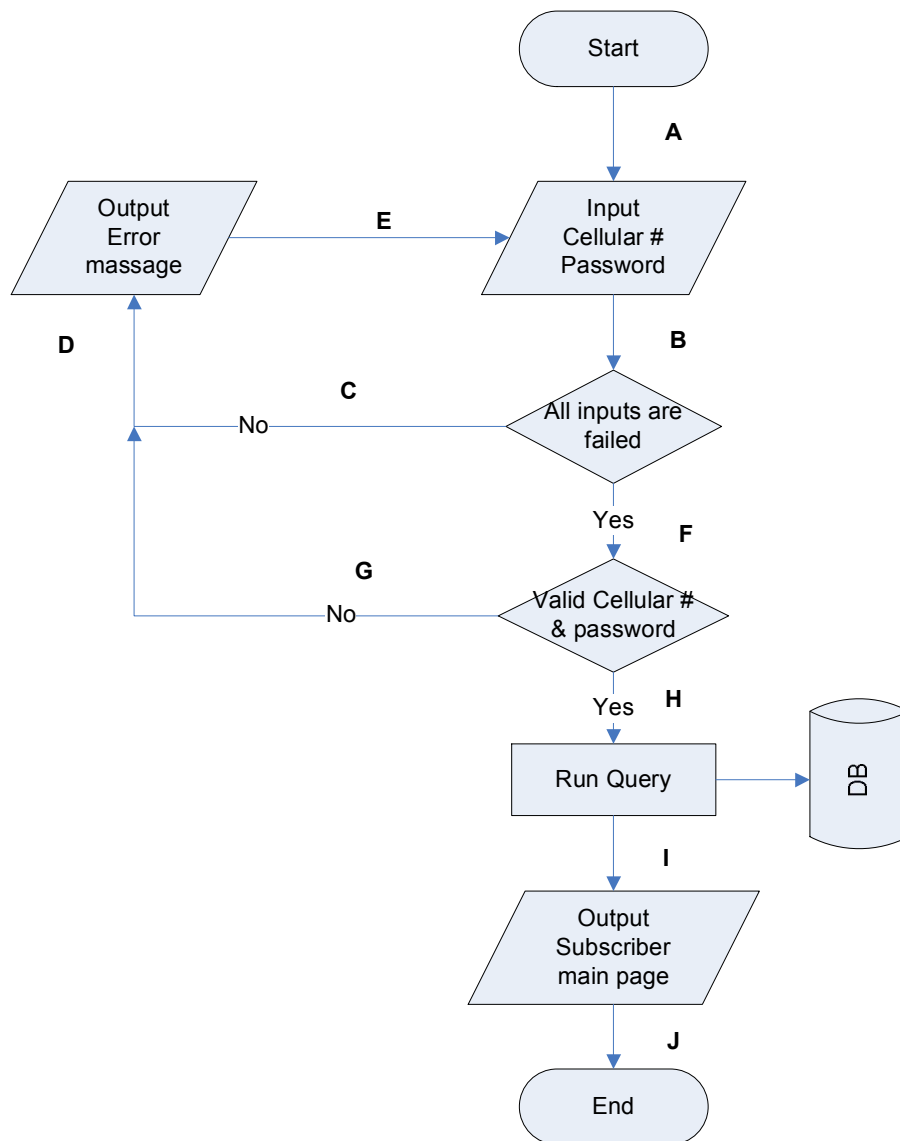 Start
A
Output
Error
massage
E
Input
Cellular #
Password
D
B
C
No
All inputs are
failed
Yes
F
G
No
Valid Cellular #
& password
Yes
H
Run Query
DB
I
Output
Subscriber
main page
J
End